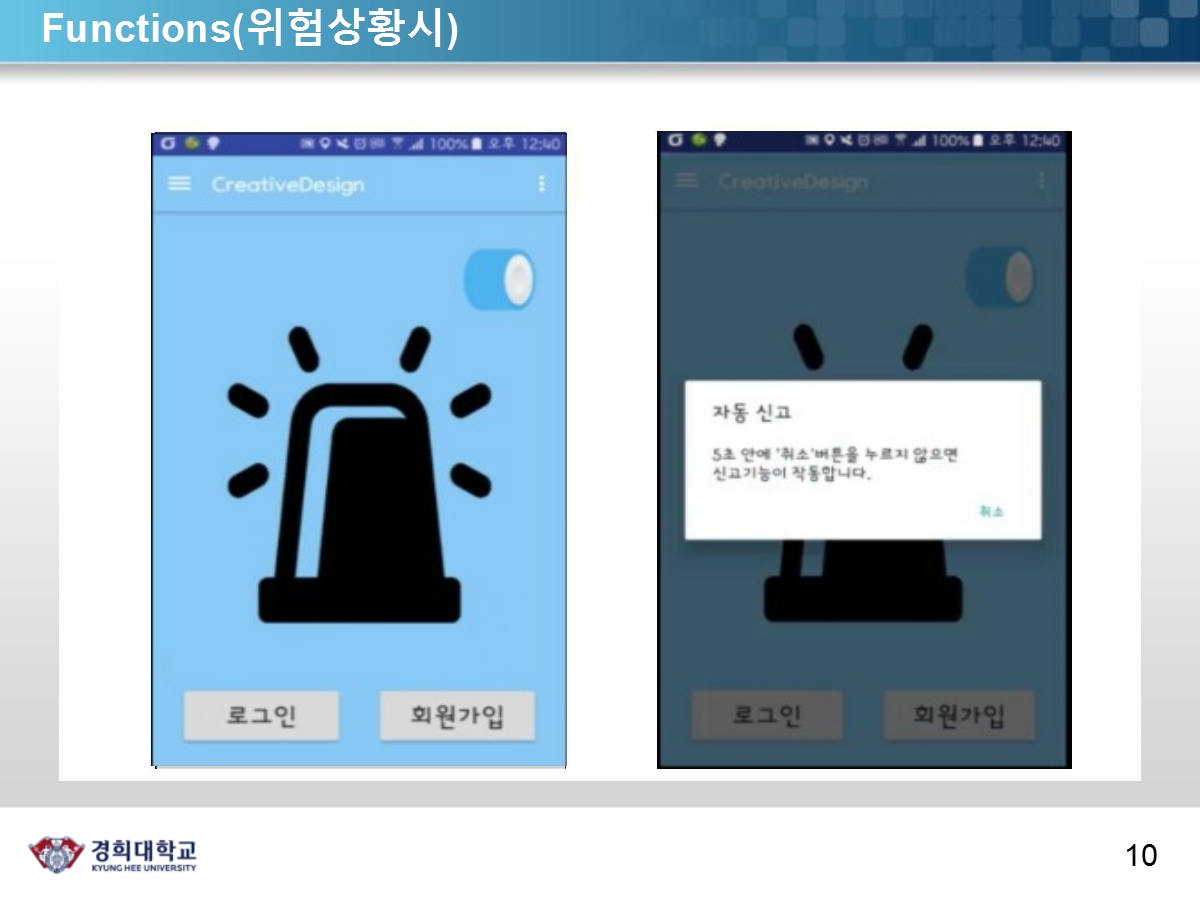 Functions(위험상황시)
100% 오후 12:40
CreativeDesign
로그인
회원가입
100% 오후 12:40
CreativeDesign
자동 신고
5초 안에 '취소'버튼을 누르지 않으면
신고기능이 작동합니다.
취소
로그인
회원가입
경희대학교
KYUNG HEE UNIVERSITY
10